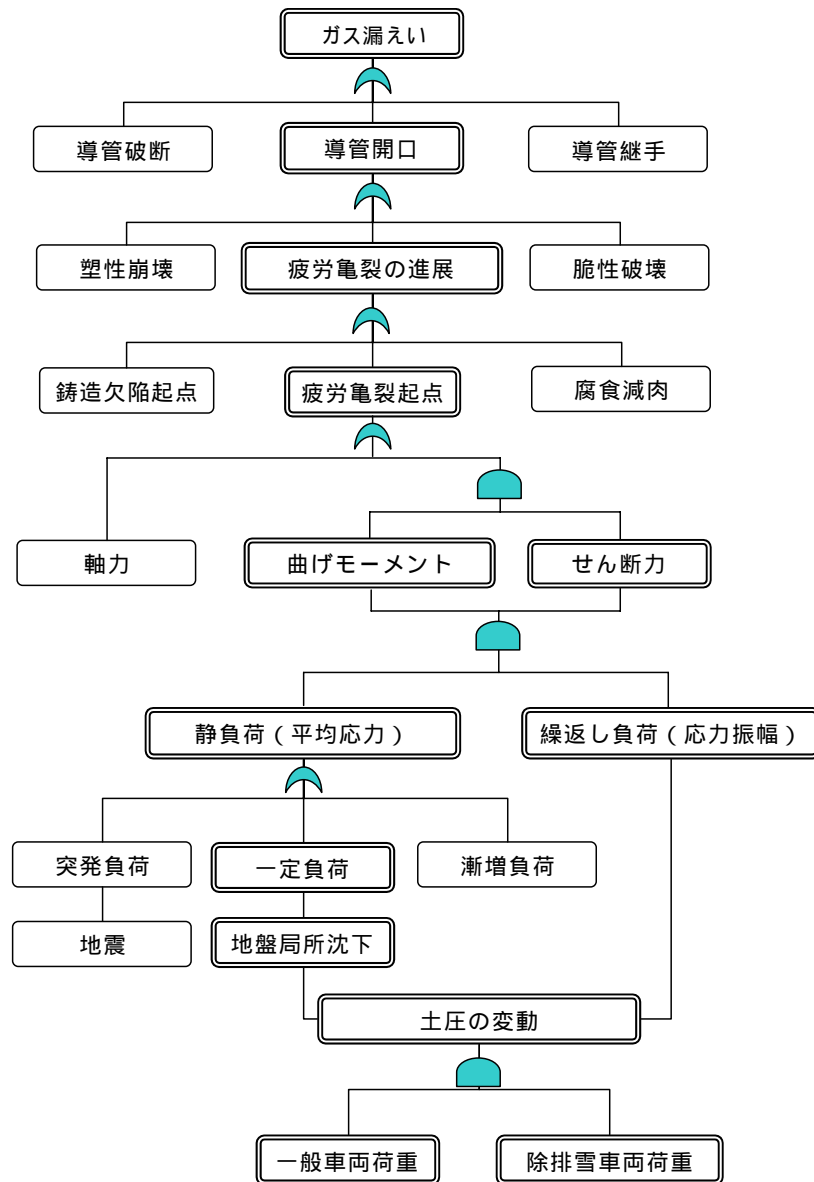 ガス漏えい
導管破断
導管開口
導管継手
塑性崩壊
疲労亀裂の進展
脆性破壊
鋳造欠陥起点
疲労亀裂起点
腐食減肉
軸力
曲げモーメント
せん断力
静負荷（平均応力）
繰返し負荷（応力振幅）
突発負荷
一定負荷
漸増負荷
地震
地盤局所沈下
土圧の変動
一般車両荷重
除排雪車両荷重